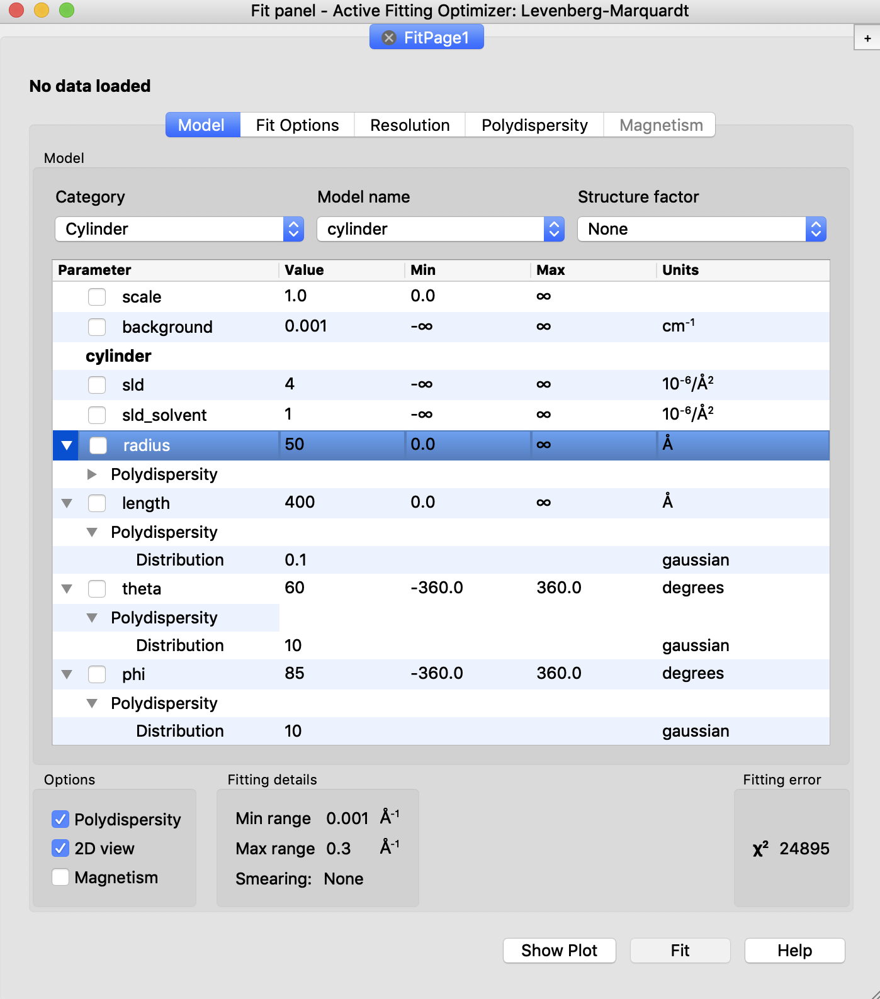 Fit panel - Active Fitting Optimizer: Levenberg-Marquardt
FitPage1
+
No data loaded
Model Fit Options Resolution Polydispersity Magnetism
Model
Category Model name Structure factor
Cylinder cylinder None
Parameter Value Min Max Units
scale 1.0 0.0 ∞
background 0.001 -∞ ∞ cm⁻¹
cylinder
sld 4 -∞ ∞ 10⁻⁶/Å²
sld_solvent 1 -∞ ∞ 10⁻⁶/Å²
radius 50 0.0 ∞ Å
Polydispersity
length 400 0.0 ∞ Å
Polydispersity
Distribution 0.1 gaussian
theta 60 -360.0 360.0 degrees
Polydispersity
Distribution 10 gaussian
phi 85 -360.0 360.0 degrees
Polydispersity
Distribution 10 gaussian
Options Fitting details Fitting error
Polydispersity Min range 0.001 Å⁻¹
2D view Max range 0.3 Å⁻¹ χ² 24895
Magnetism Smearing: None
Show Plot Fit Help